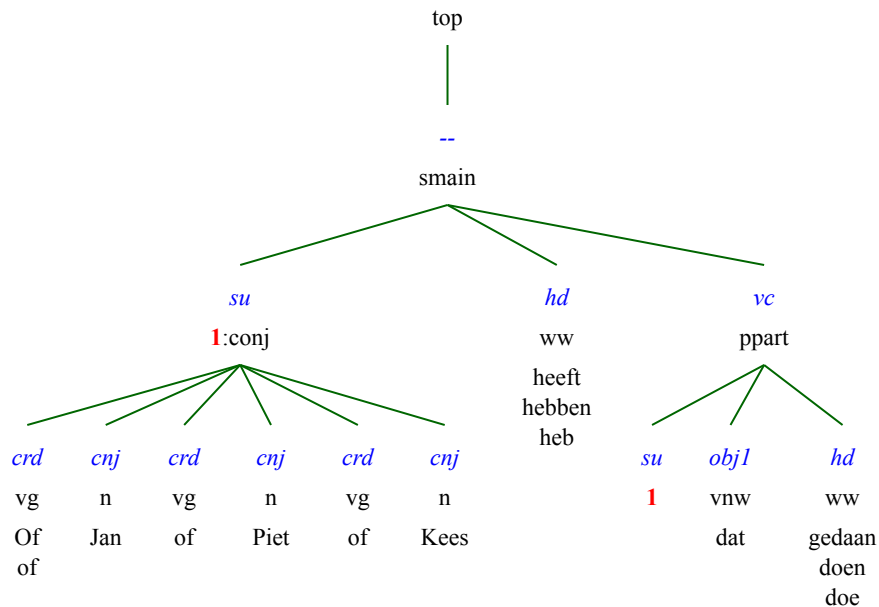 top
--
smain
su hd vc
1:conj ww ppart
heeft
hebben
heb
crd cnj crd cnj crd cnj su obj1 hd
vg n vg n vg n 1 vnw ww
Of Jan of Piet of Kees dat gedaan
of doen
doe